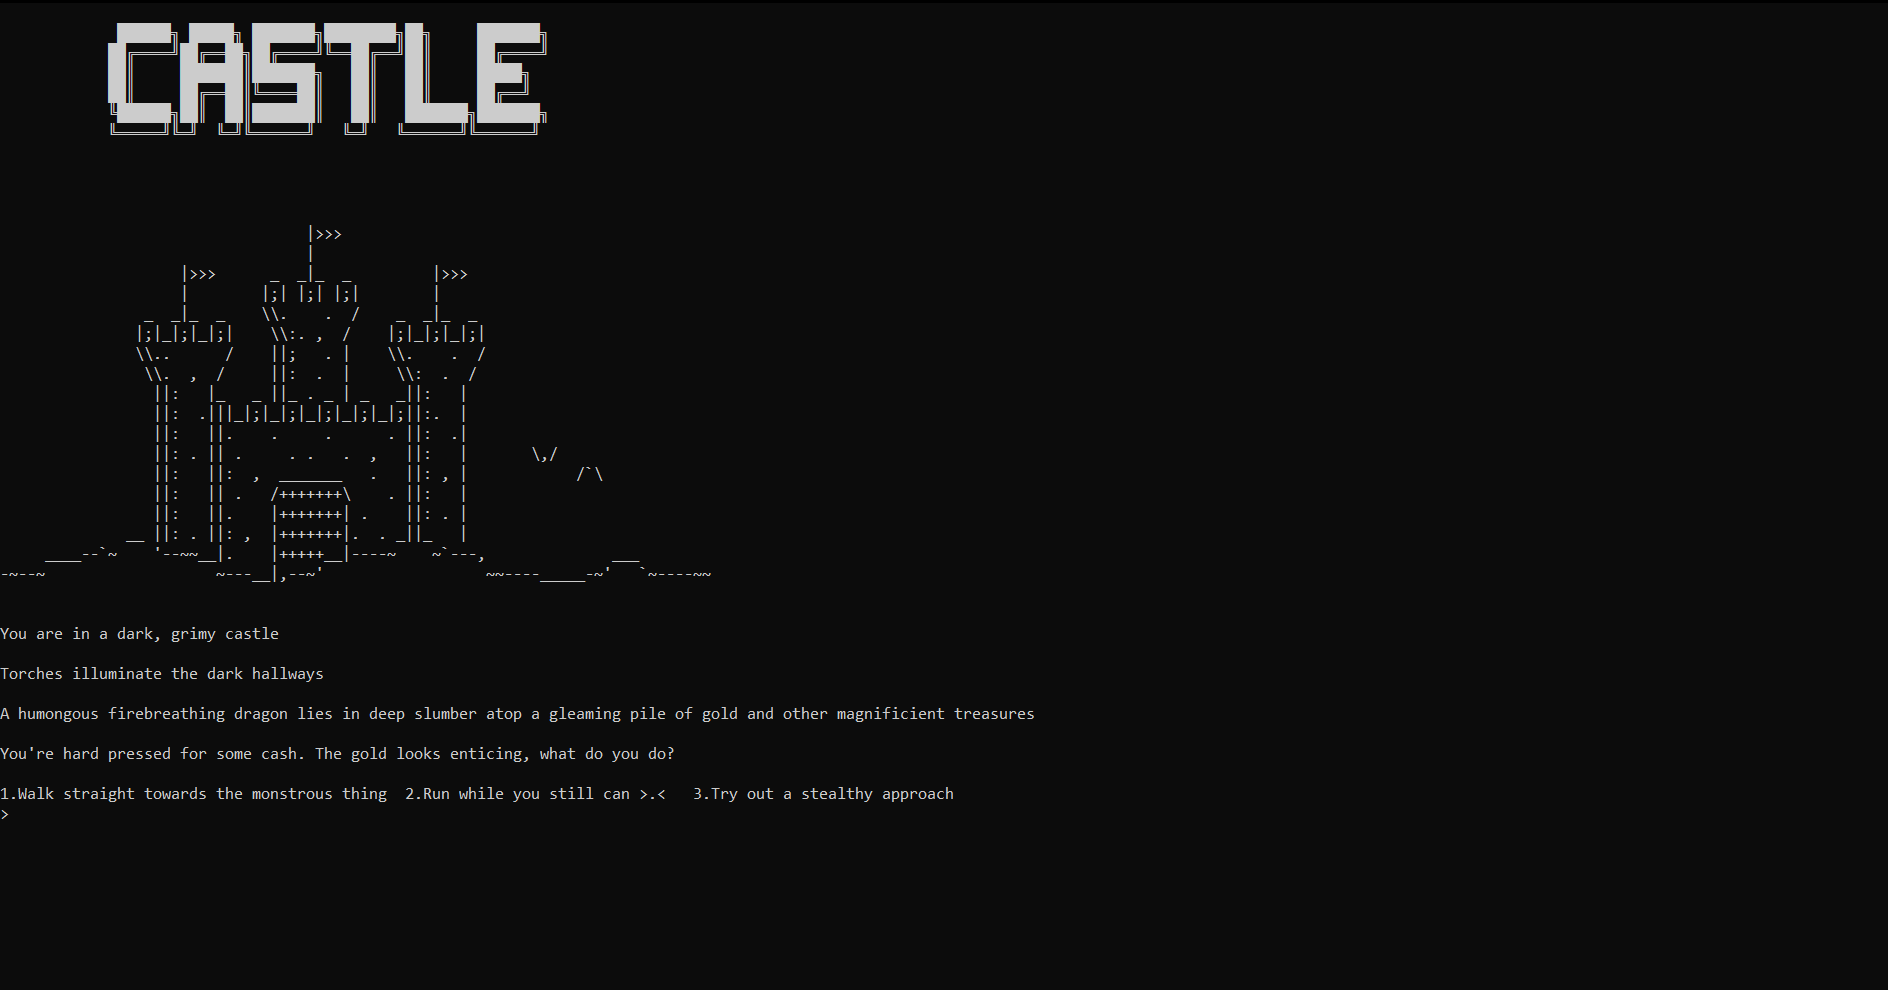 CASTLE
You are in a dark, grimy castle
Torches illuminate the dark hallways
A humongous firebreathing dragon lies in deep slumber atop a gleaming pile of gold and other magnificient treasures
You're hard pressed for some cash. The gold looks enticing, what do you do?
1.Walk straight towards the monstrous thing  2.Run while you still can >.<   3.Try out a stealthy approach
>